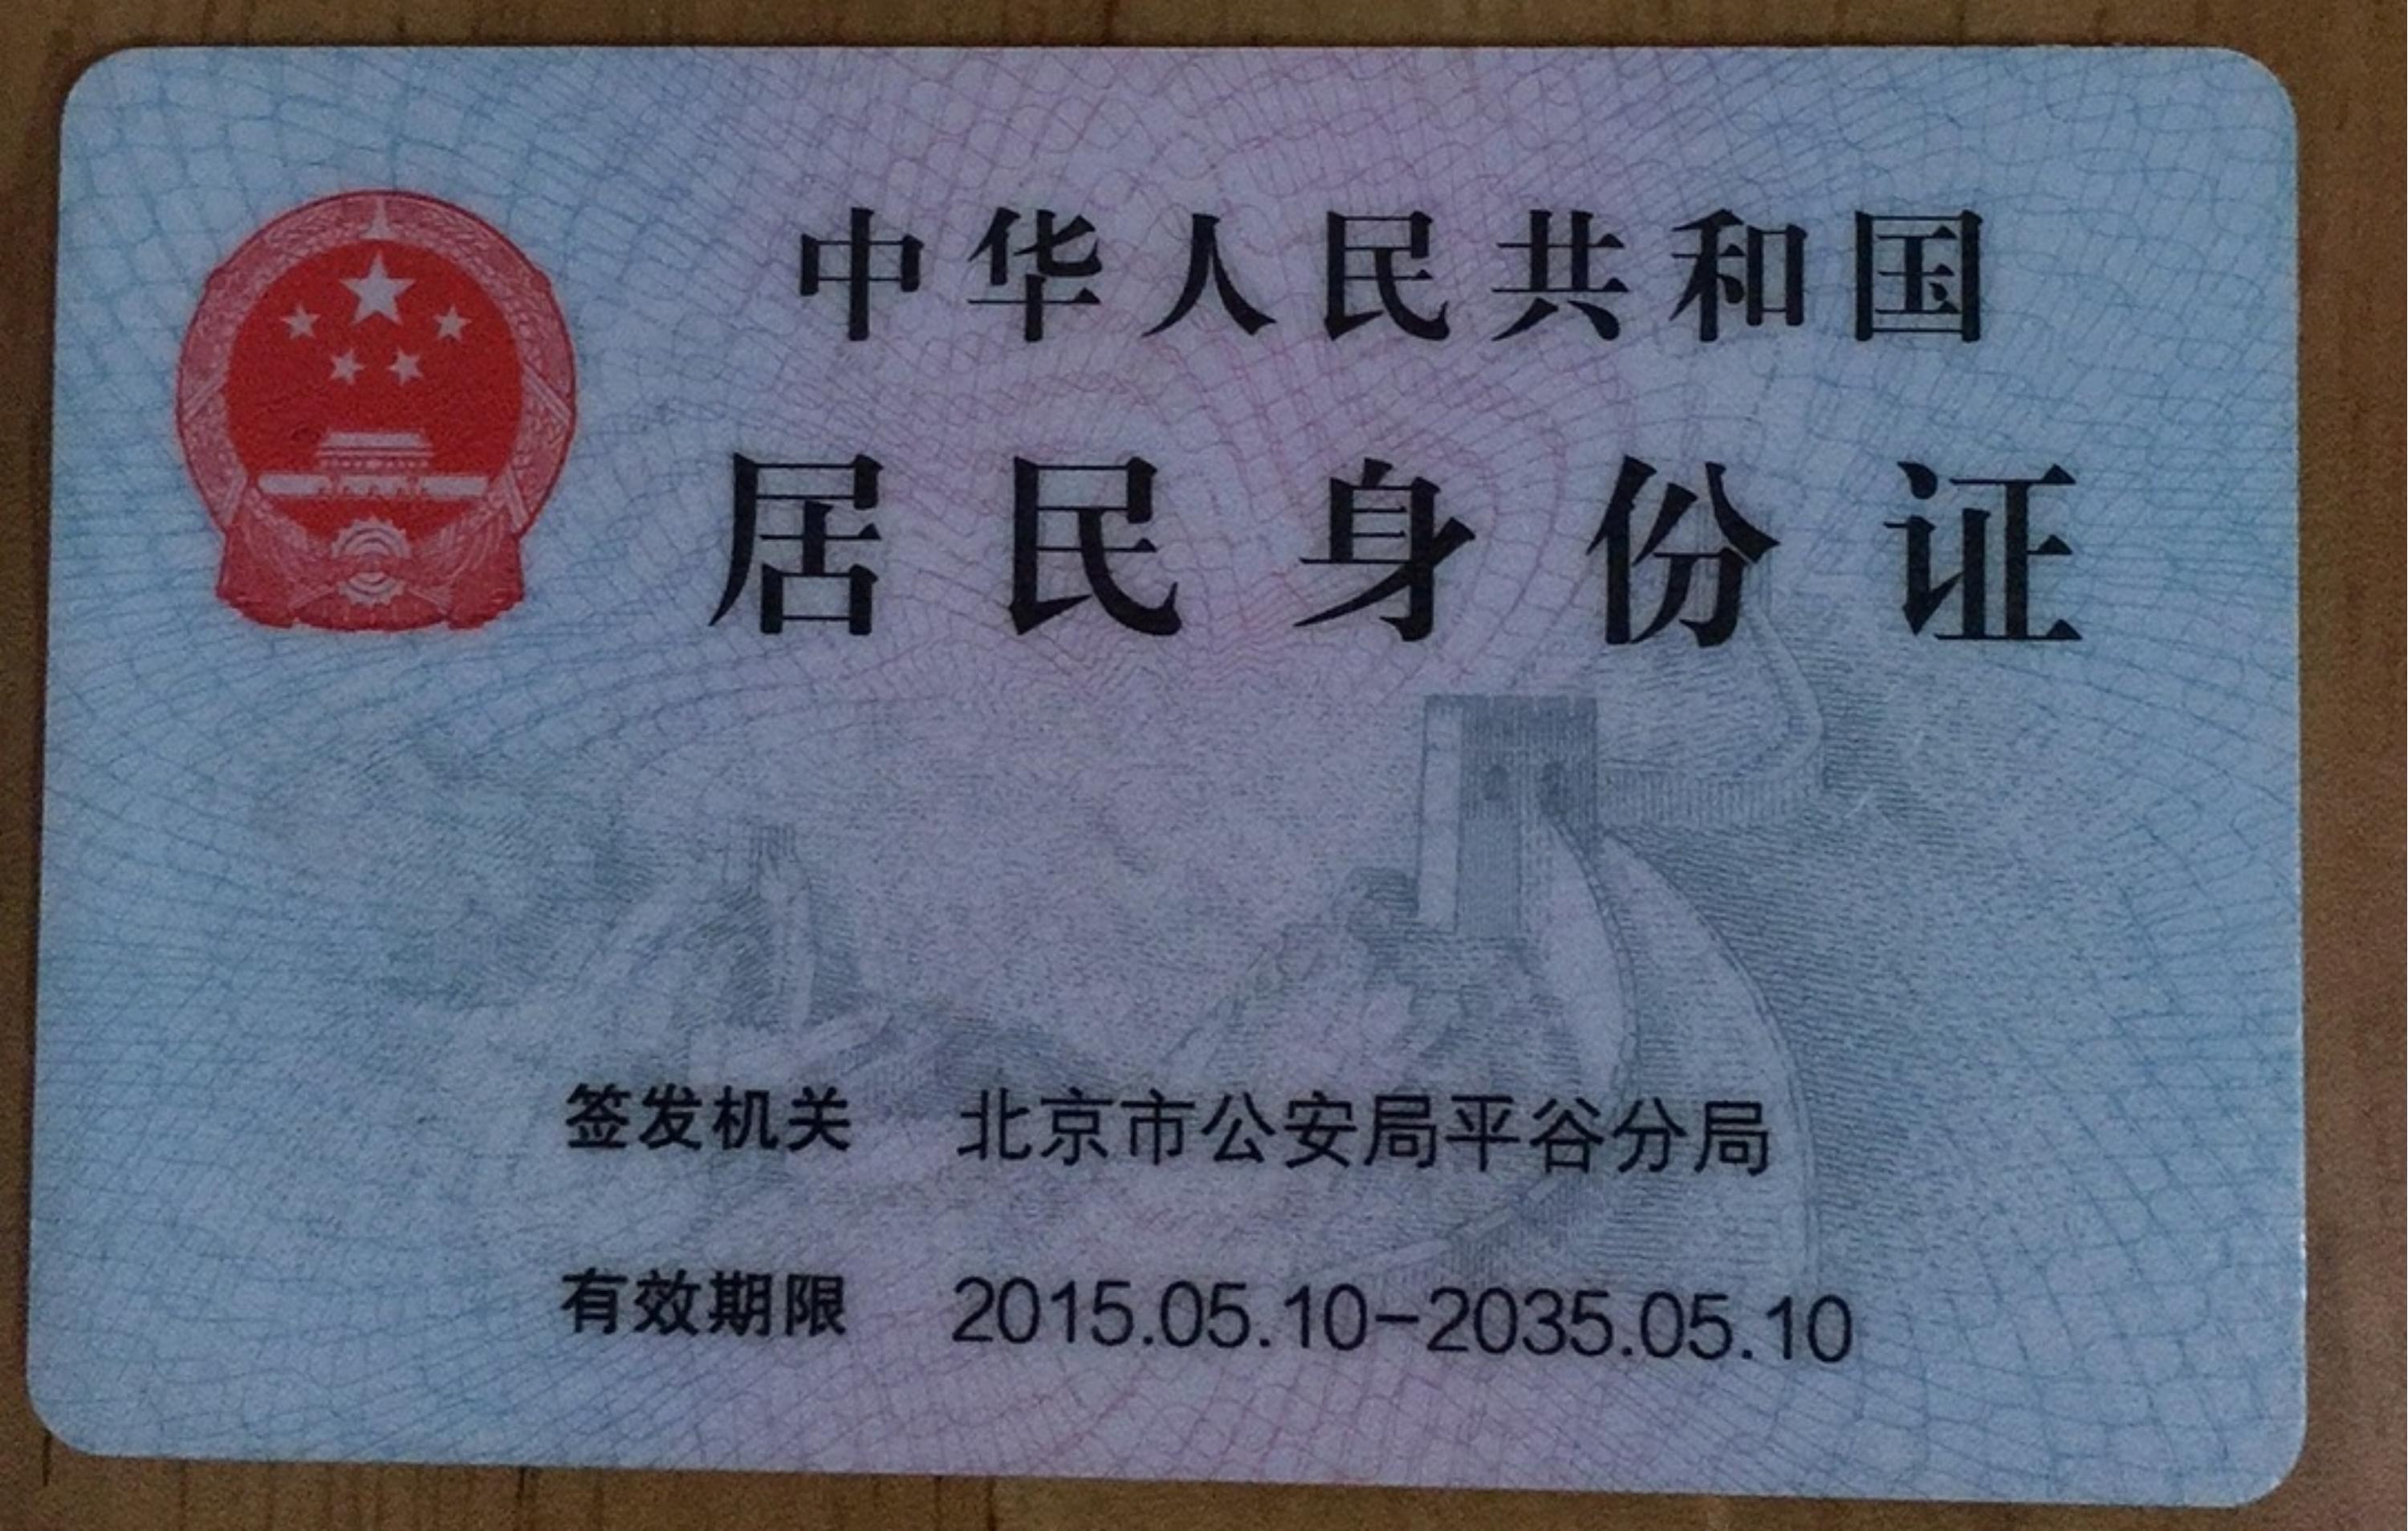 中华人民共和国
居民身份证
签发机关 北京市公安局平谷分局
有效期限 2015.05.10-2035.05.10